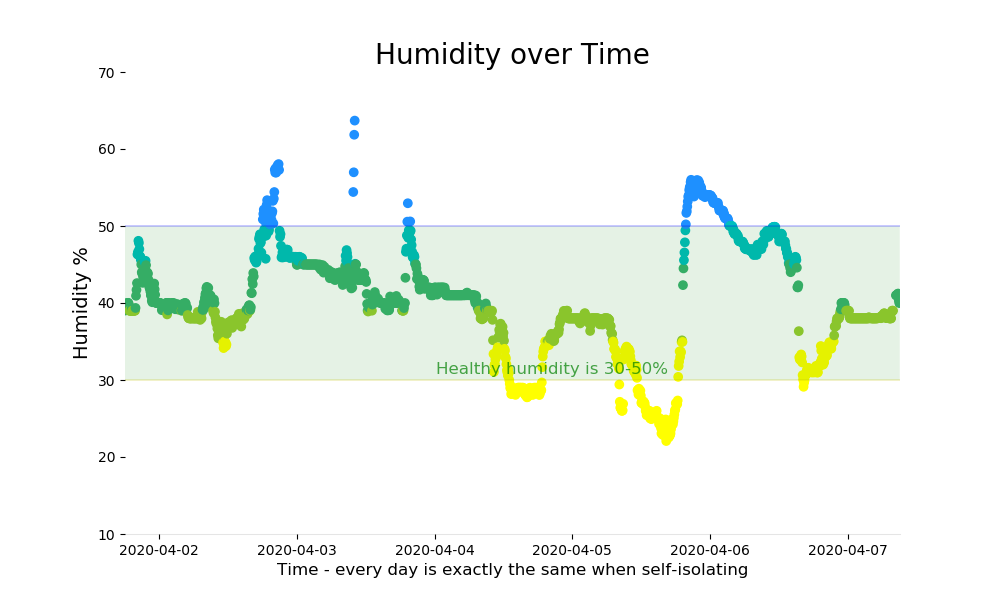 Humidity over Time
Humidity %
70
60
50
40
30
20
10
Healthy humidity is 30-50%
2020-04-02 2020-04-03 2020-04-04 2020-04-05 2020-04-06 2020-04-07
Time - every day is exactly the same when self-isolating